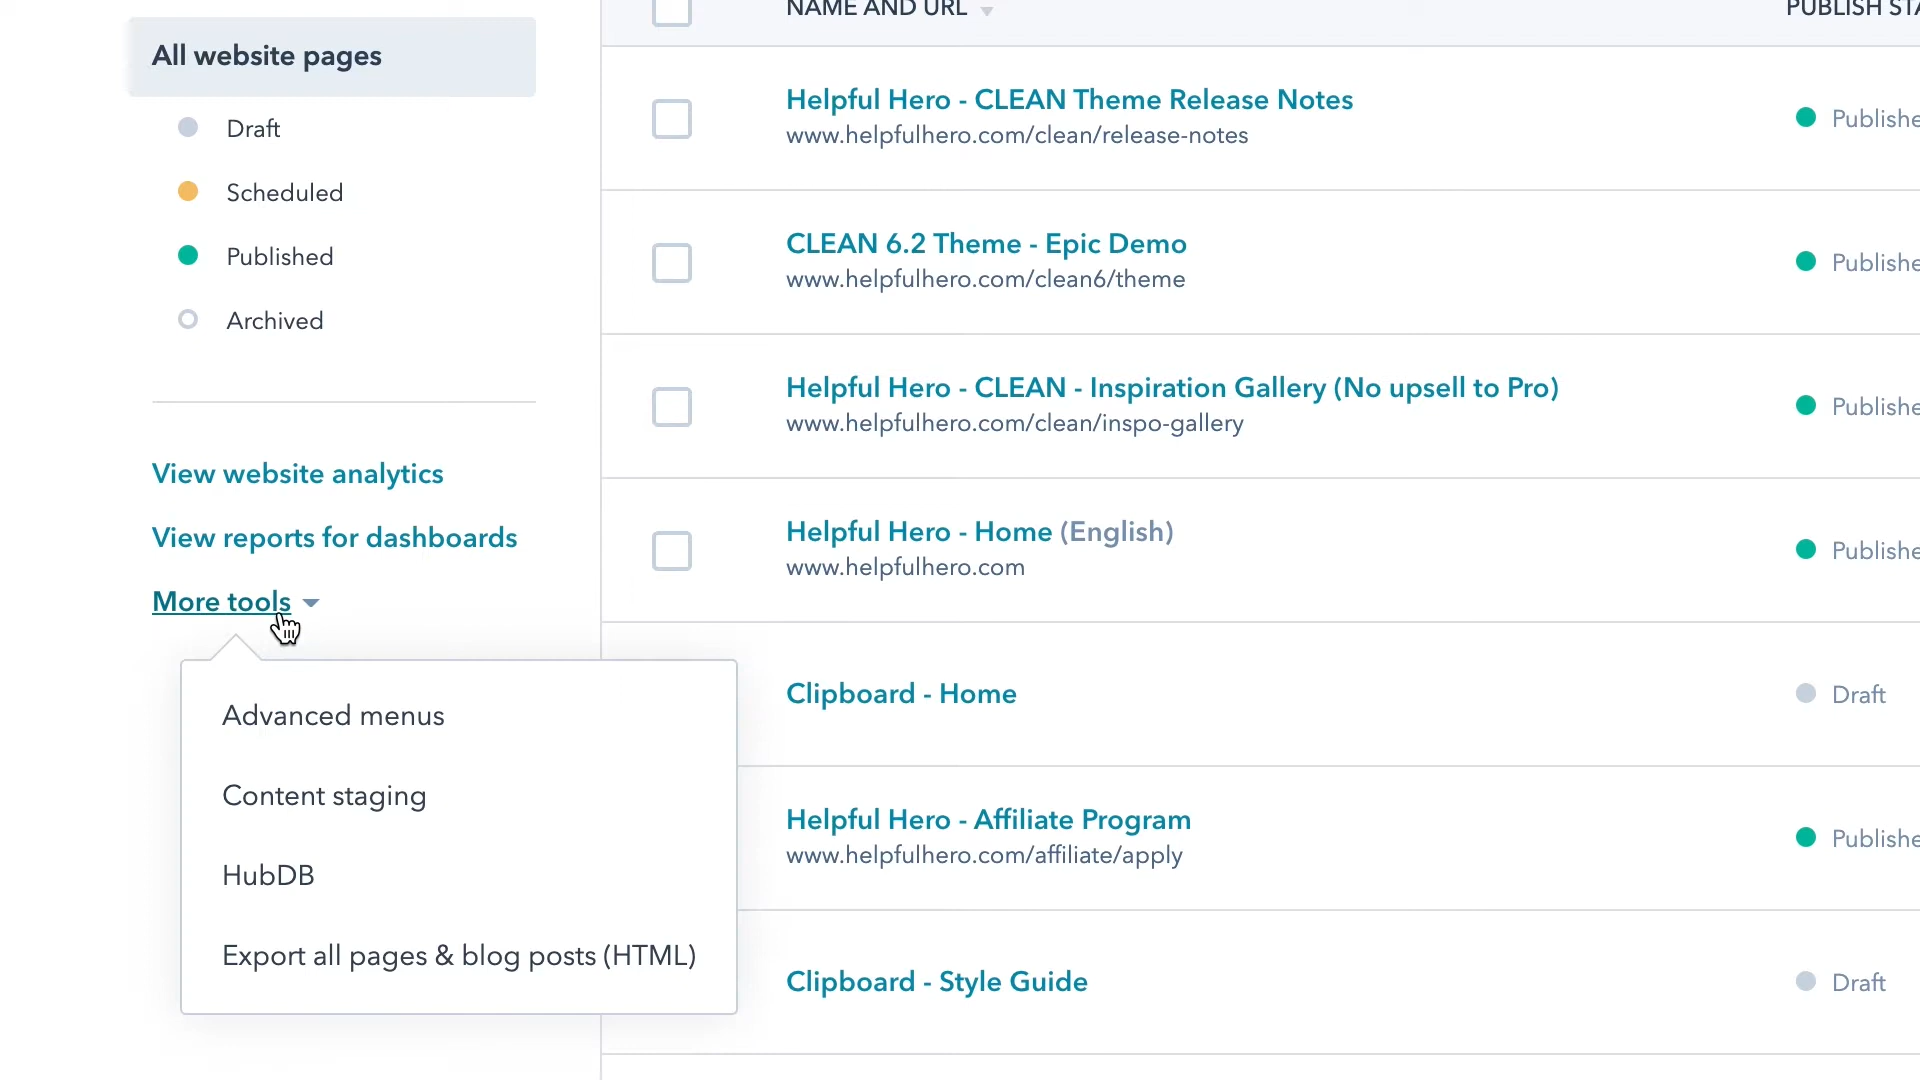 NAME AND URL
PUBLISH
All website pages
Draft
Scheduled
Published
Archived
View website analytics
View reports for dashboards
More tools
Advanced menus
Content staging
HubDB
Export all pages & blog posts (HTML)
Helpful Hero - CLEAN Theme Release Notes
www.helpfulhero.com/clean/release-notes
Publishe
CLEAN 6.2 Theme - Epic Demo
www.helpfulhero.com/clean6/theme
Publishe
Helpful Hero - CLEAN - Inspiration Gallery (No upsell to Pro)
www.helpfulhero.com/clean/inspo-gallery
Publishe
Helpful Hero - Home (English)
www.helpfulhero.com
Publishe
Clipboard - Home
Draft
Helpful Hero - Affiliate Program
www.helpfulhero.com/affiliate/apply
Publishe
Clipboard - Style Guide
Draft